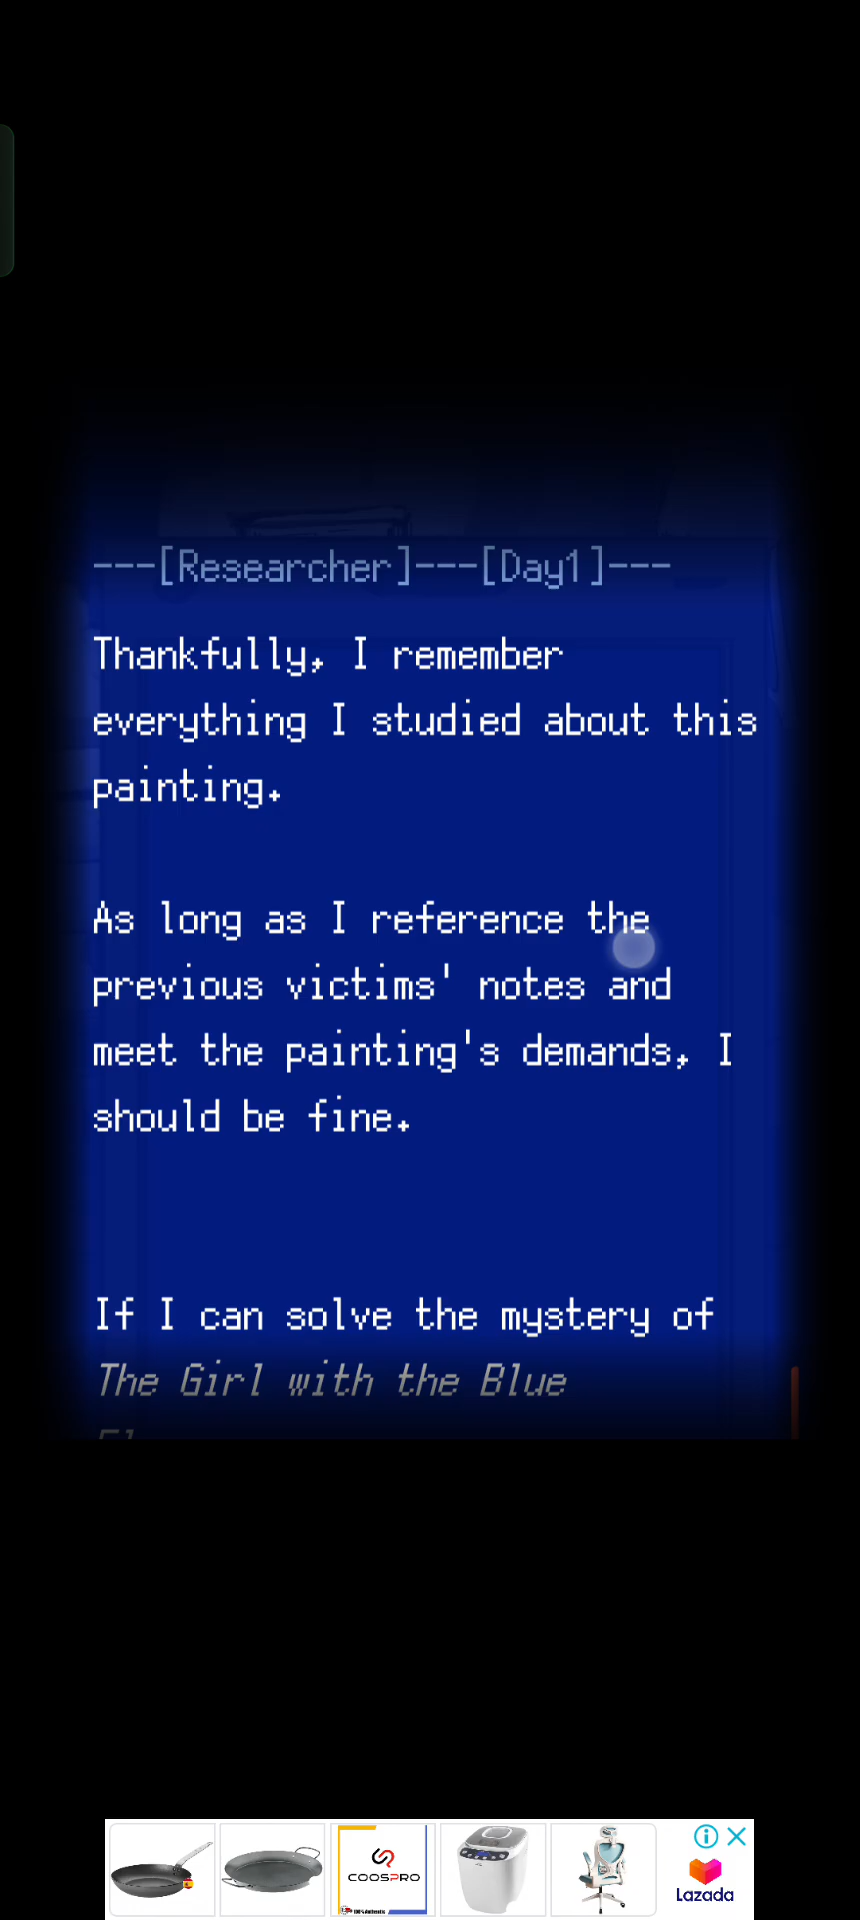 ---[Researcher]---[Day1]---
Thankfully, I remember
everything I studied about this
painting.
As long as I reference the
previous victims' notes and
meet the painting's demands, I
should be fine.
If I can solve the mystery of
The Girl with the Blue
COOSPRO
100% Authentic
Lazada